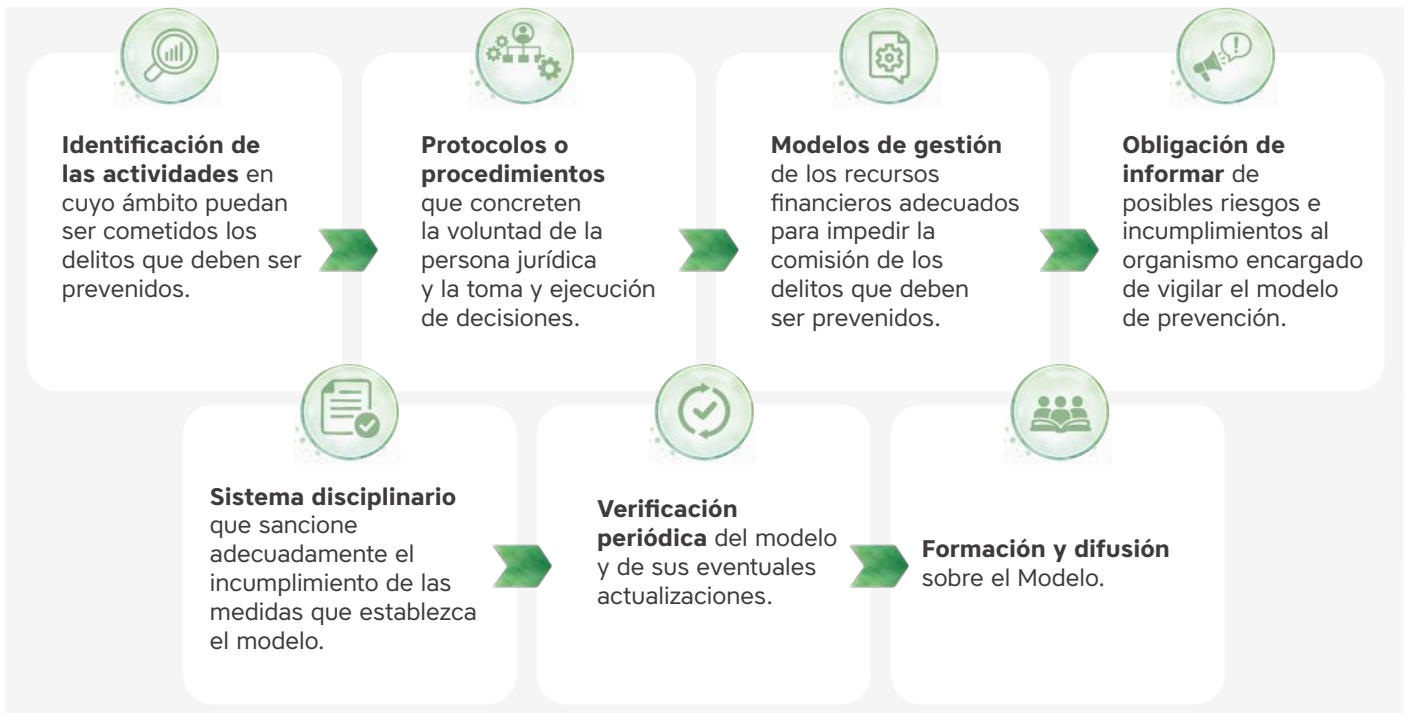 Identificación de
las actividades en
cuyo ámbito puedan
ser cometidos los
delitos que deben ser
prevenidos.
Protocolos o
procedimientos
que concreten
la voluntad de la
persona jurídica
y la toma y ejecución
de decisiones.
Modelos de gestión
de los recursos
financieros adecuados
para impedir la
comisión de los
delitos que deben
ser prevenidos.
Obligación de
informar de
posibles riesgos e
incumplimientos al
organismo encargado
de vigilar el modelo
de prevención.
Sistema disciplinario
que sancione
adecuadamente el
incumplimiento de las
medidas que establezca
el modelo.
Verificación
periódica del modelo
y de sus eventuales
actualizaciones.
Formación y difusión
sobre el Modelo.